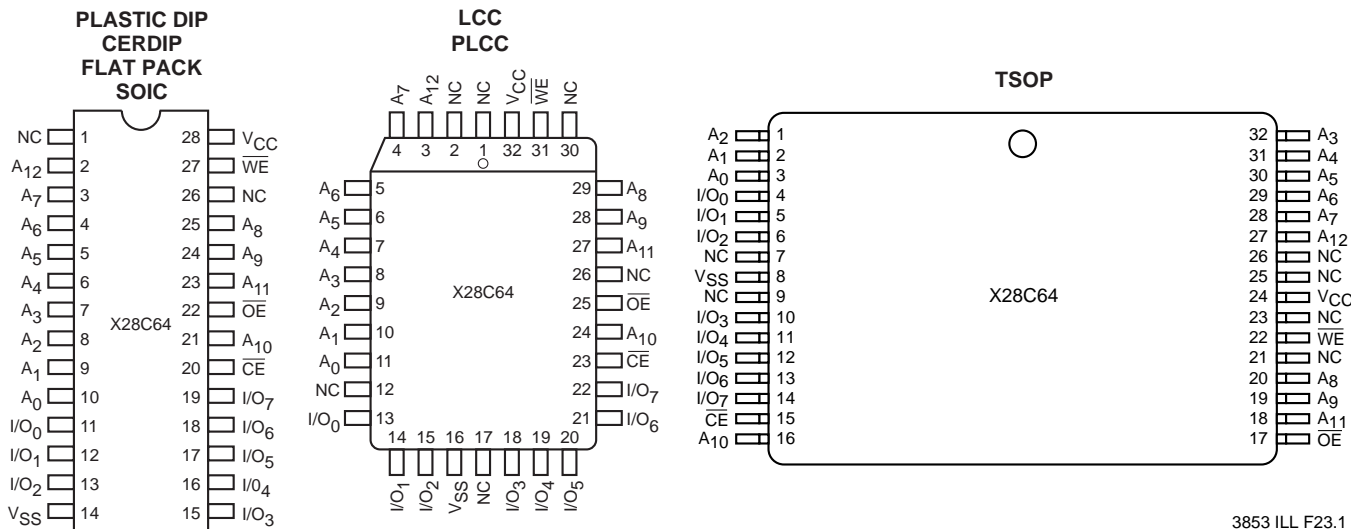 PLASTIC DIP
CERDIP
FLAT PACK
SOIC
NC 1 28 VCC
A12 2 27 WE
A7 3 26 NC
A6 4 25 A8
A5 5 24 A9
A4 6 23 A11
A3 7 22 OE
X28C64
A2 8 21 A10
A1 9 20 CE
A0 10 19 I/O7
I/O0 11 18 I/O6
I/O1 12 17 I/O5
I/O2 13 16 I/04
VSS 14 15 I/O3
LCC
PLCC
A7 A12 NC NC VCC WE NC
4 3 2 1 32 31 30
A6 5 29 A8
A5 6 28 A9
A4 7 27 A11
A3 8 26 NC
X28C64
A2 9 25 OE
A1 10 24 A10
A0 11 23 CE
NC 12 22 I/O7
I/O0 13 21 I/O6
14 15 16 17 18 19 20
I/O1 I/O2 VSS NC I/O3 I/O4 I/O5
TSOP
A2 1 32 A3
A1 2 31 A4
A0 3 30 A5
I/O0 4 29 A6
I/O1 5 28 A7
I/O2 6 27 A12
NC 7 26 NC
VSS 8 25 NC
X28C64
NC 9 24 VCC
I/O3 10 23 NC
I/O4 11 22 WE
I/O5 12 21 NC
I/O6 13 20 A8
I/O7 14 19 A9
CE 15 18 A11
A10 16 17 OE
3853 ILL F23.1